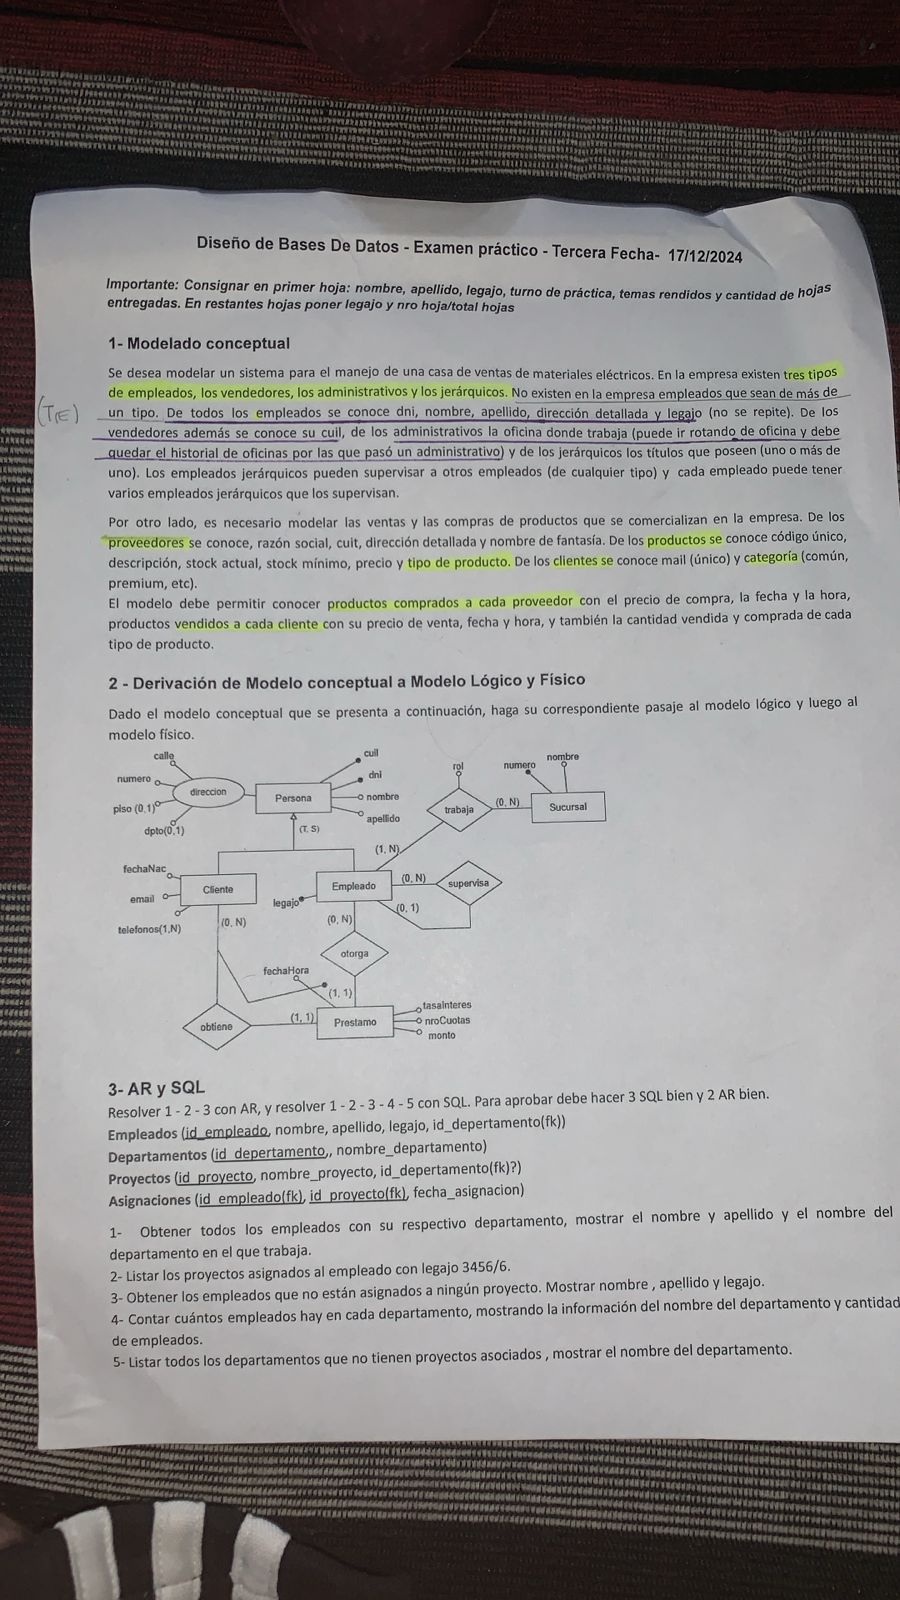 Diseño de Bases De Datos - Examen práctico - Tercera Fecha- 17/12/2024
Importante: Consignar en primer hoja: nombre, apellido, legajo, turno de práctica, temas rendidos y cantidad de hojas
entregadas. En restantes hojas poner legajo y nro hoja/total hojas
1- Modelado conceptual
Se desea modelar un sistema para el manejo de una casa de ventas de materiales eléctricos. En la empresa existen tres tipos
de empleados, los vendedores, los administrativos y los jerárquicos. No existen en la empresa empleados que sean de más de
(T,E)
un tipo. De todos los empleados se conoce dni, nombre, apellido, dirección detallada y legajo (no se repite). De los
vendedores además se conoce su cuil, de los administrativos la oficina donde trabaja (puede ir rotando de oficina y debe
quedar el historial de oficinas por las que pasó un administrativo) y de los jerárquicos los títulos que poseen (uno o más de
uno). Los empleados jerárquicos pueden supervisar a otros empleados (de cualquier tipo) y cada empleado puede tener
varios empleados jerárquicos que los supervisan.
Por otro lado, es necesario modelar las ventas y las compras de productos que se comercializan en la empresa. De los
proveedores se conoce, razón social, cuit, dirección detallada y nombre de fantasía. De los productos se conoce código único,
descripción, stock actual, stock mínimo, precio y tipo de producto. De los clientes se conoce mail (único) y categoría (común,
premium, etc).
El modelo debe permitir conocer productos comprados a cada proveedor con el precio de compra, la fecha y la hora,
productos vendidos a cada cliente con su precio de venta, fecha y hora, y también la cantidad vendida y comprada de cada
tipo de producto.
2 - Derivación de Modelo conceptual a Modelo Lógico y Físico
Dado el modelo conceptual que se presenta a continuación, haga su correspondiente pasaje al modelo lógico y luego al
modelo físico.
calle
numero
piso (0,1)
dpto(0,1)
direccion
Persona
cuil
dni
nombre
apellido
(T, S)
rol
trabaja
(0, N)
numero
nombre
Sucursal
(1, N)
fechaNac
email
telefonos(1,N)
Cliente
(0, N)
legajo
Empleado
(0, N)
supervisa
(0, 1)
(0, N)
otorga
fechaHora
(1, 1)
obtiene
(1, 1)
Prestamo
tasaInteres
nroCuotas
monto
3- AR y SQL
Resolver 1 - 2 - 3 con AR, y resolver 1 - 2 - 3 - 4 - 5 con SQL. Para aprobar debe hacer 3 SQL bien y 2 AR bien.
Empleados (id_empleado, nombre, apellido, legajo, id_depertamento(fk))
Departamentos (id_depertamento,, nombre_departamento)
Proyectos (id_proyecto, nombre_proyecto, id_depertamento(fk)?)
Asignaciones (id_empleado(fk), id_proyecto(fk), fecha_asignacion)
1- Obtener todos los empleados con su respectivo departamento, mostrar el nombre y apellido y el nombre del
departamento en el que trabaja.
2- Listar los proyectos asignados al empleado con legajo 3456/6.
3- Obtener los empleados que no están asignados a ningún proyecto. Mostrar nombre , apellido y legajo.
4- Contar cuántos empleados hay en cada departamento, mostrando la información del nombre del departamento y cantidad
de empleados.
5- Listar todos los departamentos que no tienen proyectos asociados , mostrar el nombre del departamento.